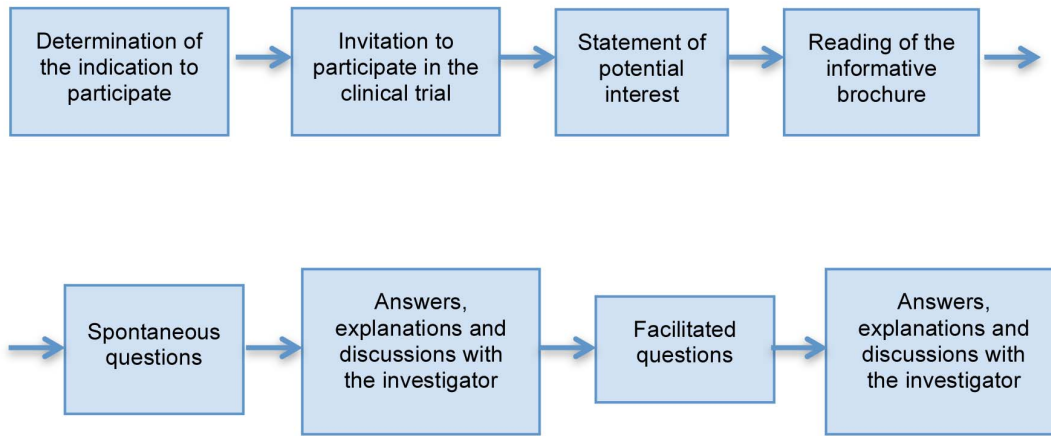 Determination of
the indication to
participate
Invitation to
participate in the
clinical trial
Statement of
potential
interest
Reading of the
informative
brochure
Spontaneous
questions
Answers,
explanations and
discussions with
the investigator
Facilitated
questions
Answers,
explanations and
discussions with
the investigator